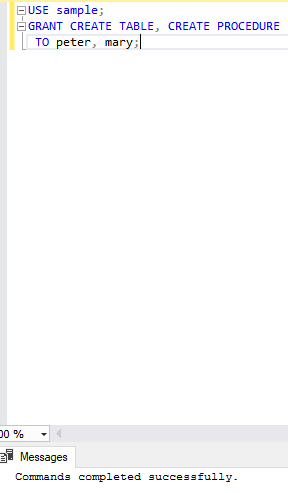 USE sample;
GRANT CREATE TABLE, CREATE PROCEDURE
TO peter, mary;
00 %
Messages
Commands completed successfully.